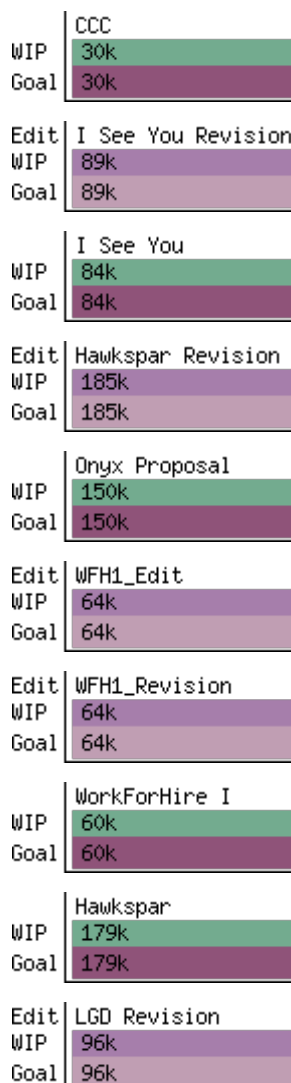 CCC
WIP 30k
Goal 30k
Edit I See You Revision
WIP 89k
Goal 89k
I See You
WIP 84k
Goal 84k
Edit Hawkspar Revision
WIP 185k
Goal 185k
Onyx Proposal
WIP 150k
Goal 150k
Edit WFH1_Edit
WIP 64k
Goal 64k
Edit WFH1_Revision
WIP 64k
Goal 64k
WorkForHire I
WIP 60k
Goal 60k
Hawkspar
WIP 179k
Goal 179k
Edit LGD Revision
WIP 96k
Goal 96k